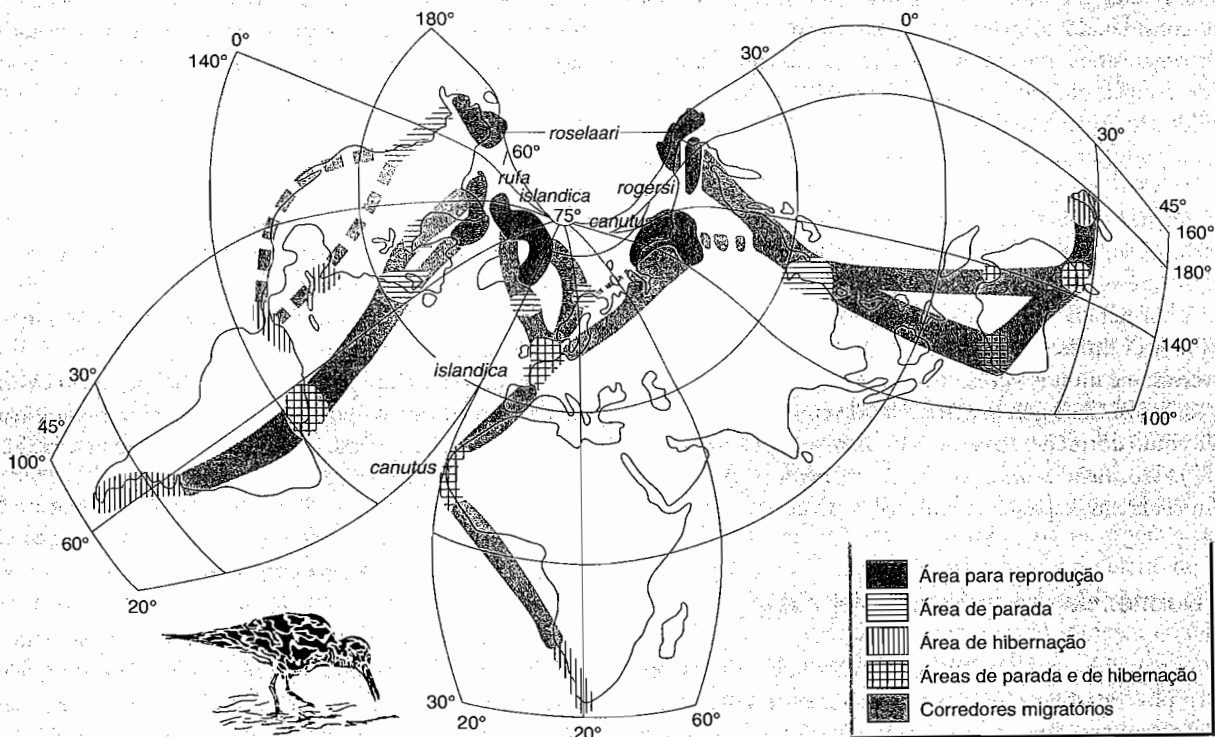 180°
0°
140°
0°
30°
30°
45°
160°
180°
140°
100°
roselaari
60°
rufa
islandica
rogersi
75°
canutus
islandica
canutus
30°
45°
100°
60°
20°
30°
20°
20°
60°
Área para reprodução
Área de parada
Área de hibernação
Áreas de parada e de hibernação
Corredores migratórios